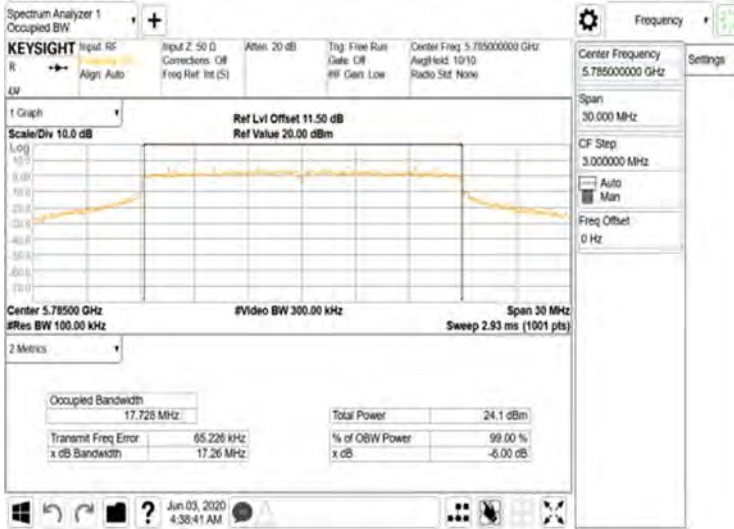 Spectrum Analyzer 1
Occupied BW
Frequency
KEYSIGHT
Input: RF
Input Z: 50 Ω
Atten: 20 dB
Trig: Free Run
Center Freq: 5.785000000 GHz
Corrections: Off
Gate: Off
Avg|Hold: 10/10
R
Align: Auto
Freq Ref: Int (S)
#IF Gain: Low
Radio Std: None
Center Frequency
5.785000000 GHz
Settings
Span
30.000 MHz
CF Step
3.000000 MHz
Auto
Man
Freq Offset
0 Hz
1 Graph
Ref Lvl Offset 11.50 dB
Scale/Div 10.0 dB
Ref Value 20.00 dBm
Log
Center 5.78500 GHz
#Video BW 300.00 kHz
Span 30 MHz
#Res BW 100.00 kHz
Sweep 2.93 ms (1001 pts)
2 Metrics
Occupied Bandwidth
17.728 MHz
Total Power
24.1 dBm
Transmit Freq Error
65.226 kHz
% of OBW Power
99.00 %
x dB Bandwidth
17.26 MHz
x dB
-6.00 dB
Jun 03, 2020
4:38:41 AM